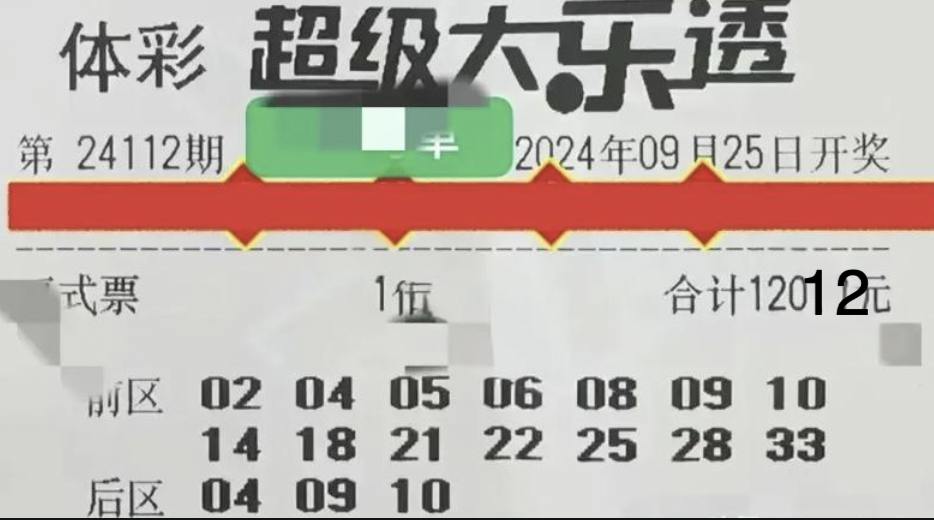 体彩 超级大乐透
第 24112期
2024年09月25日开奖
式票 1倍 合计12012元
前区 02 04 05 06 08 09 10
14 18 21 22 25 28 33
后区 04 09 10